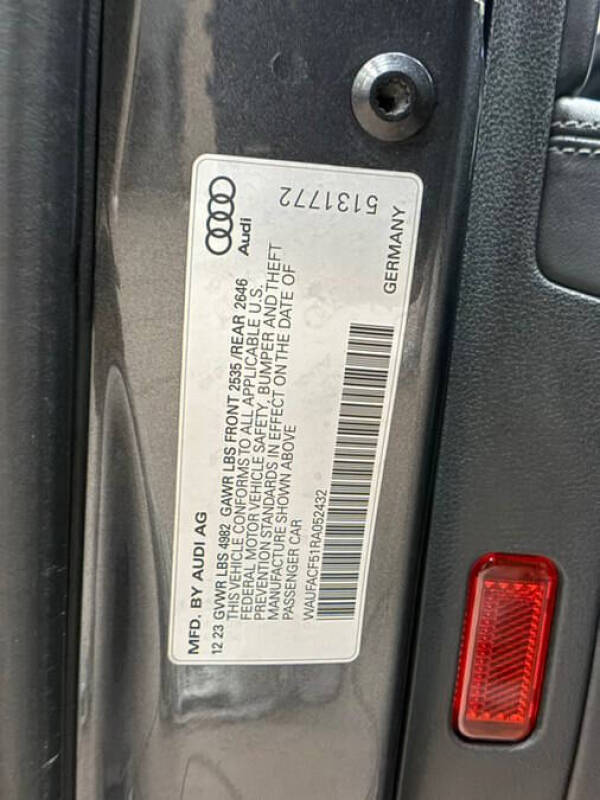 Audi
5131772
MFD. BY AUDI AG
GERMANY
12 23 GVWR LBS 4982 GAWR LBS FRONT 2535 /REAR 2646
THIS VEHICLE CONFORMS TO ALL APPLICABLE U.S.
FEDERAL MOTOR VEHICLE SAFETY, BUMPER AND THEFT
PREVENTION STANDARDS IN EFFECT ON THE DATE OF
MANUFACTURE SHOWN ABOVE
PASSENGER CAR
WAUFACF51RA052432